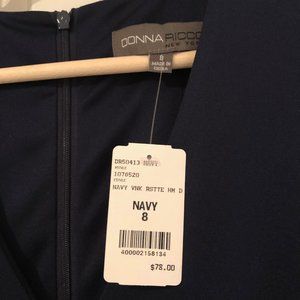 DONNA RICCO
NEW YORK
8
MADE IN
CHINA
DR50413 NAVY
1076520
NAVY VNK RSTTE HM D
NAVY
8
400002158134
$78.00